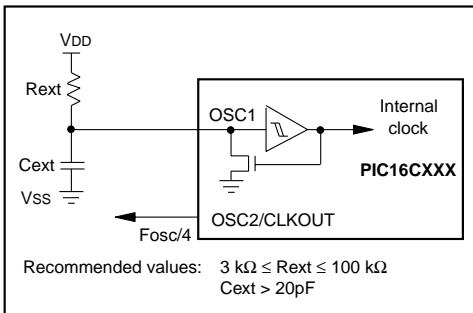 VDD
Rext
OSC1
Internal
clock
Cext
PIC16CXXX
VSS
OSC2/CLKOUT
Fosc/4
Recommended values: 3 kΩ ≤ Rext ≤ 100 kΩ
Cext > 20pF